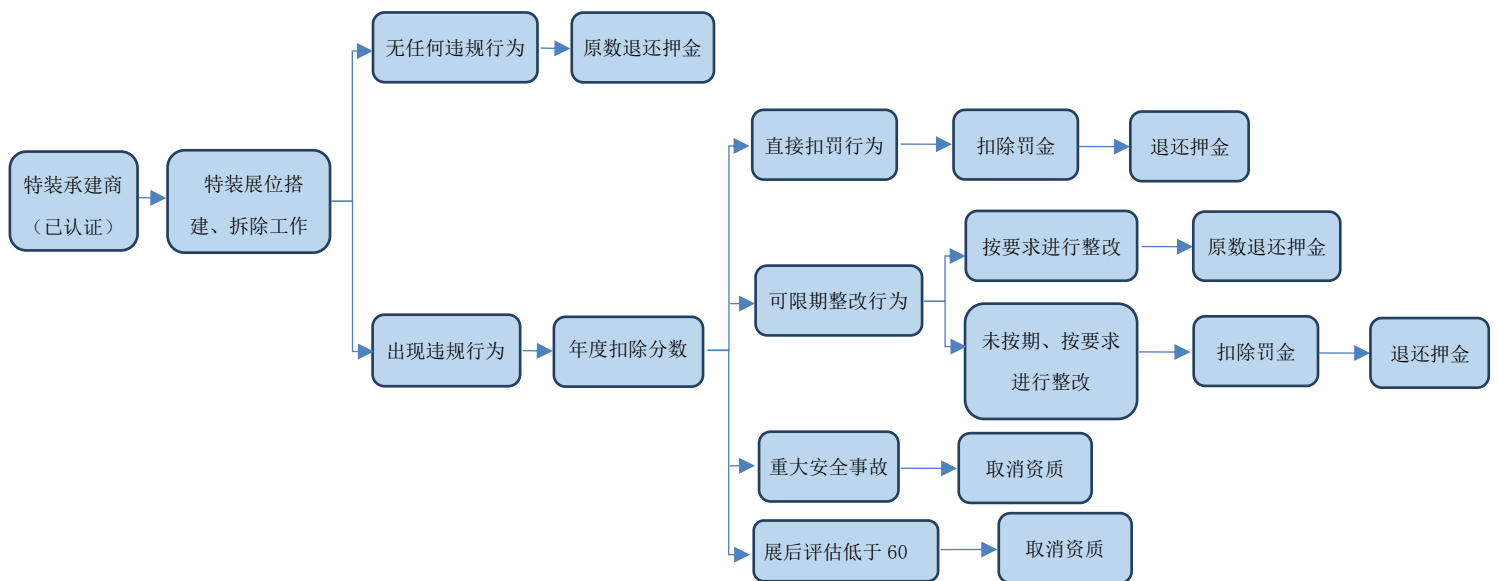 无任何违规行为
原数退还押金
特装承建商
（已认证）
特装展位搭
建、拆除工作
出现违规行为
年度扣除分数
直接扣罚行为
扣除罚金
退还押金
可限期整改行为
按要求进行整改
原数退还押金
未按期、按要求
进行整改
扣除罚金
退还押金
重大安全事故
取消资质
展后评估低于 60
取消资质